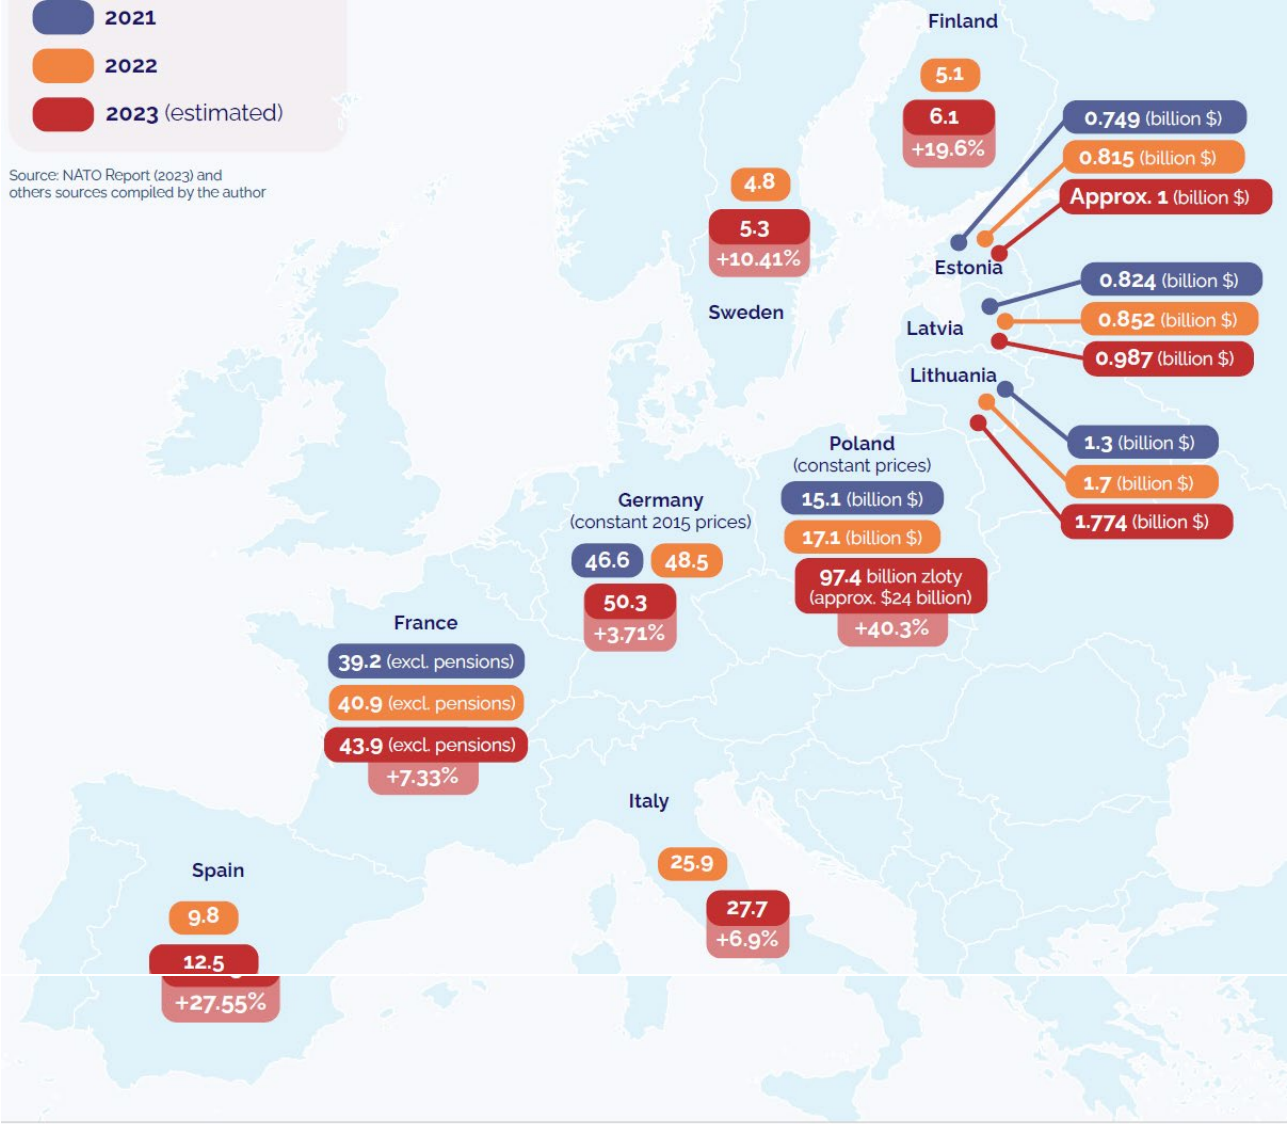 2021
2022
2023 (estimated)
Source: NATO Report (2023) and
others sources compiled by the author
Finland
5.1
6.1
+19.6%
0.749 (billion $)
0.815 (billion $)
Approx. 1 (billion $)
Estonia
4.8
5.3
+10.41%
Sweden
0.824 (billion $)
0.852 (billion $)
0.987 (billion $)
Latvia
Lithuania
1.3 (billion $)
1.7 (billion $)
1.774 (billion $)
Poland
(constant prices)
15.1 (billion $)
17.1 (billion $)
97.4 billion zloty
(approx. $24 billion)
+40.3%
Germany
(constant 2015 prices)
46.6
48.5
50.3
+3.71%
France
39.2 (excl. pensions)
40.9 (excl. pensions)
43.9 (excl. pensions)
+7.33%
Italy
25.9
27.7
+6.9%
Spain
9.8
12.5
+27.55%